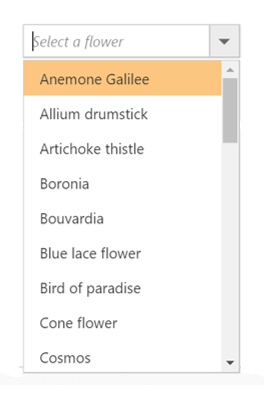 Select a flower
Anemone Galilee
Allium drumstick
Artichoke thistle
Boronia
Bouvardia
Blue lace flower
Bird of paradise
Cone flower
Cosmos